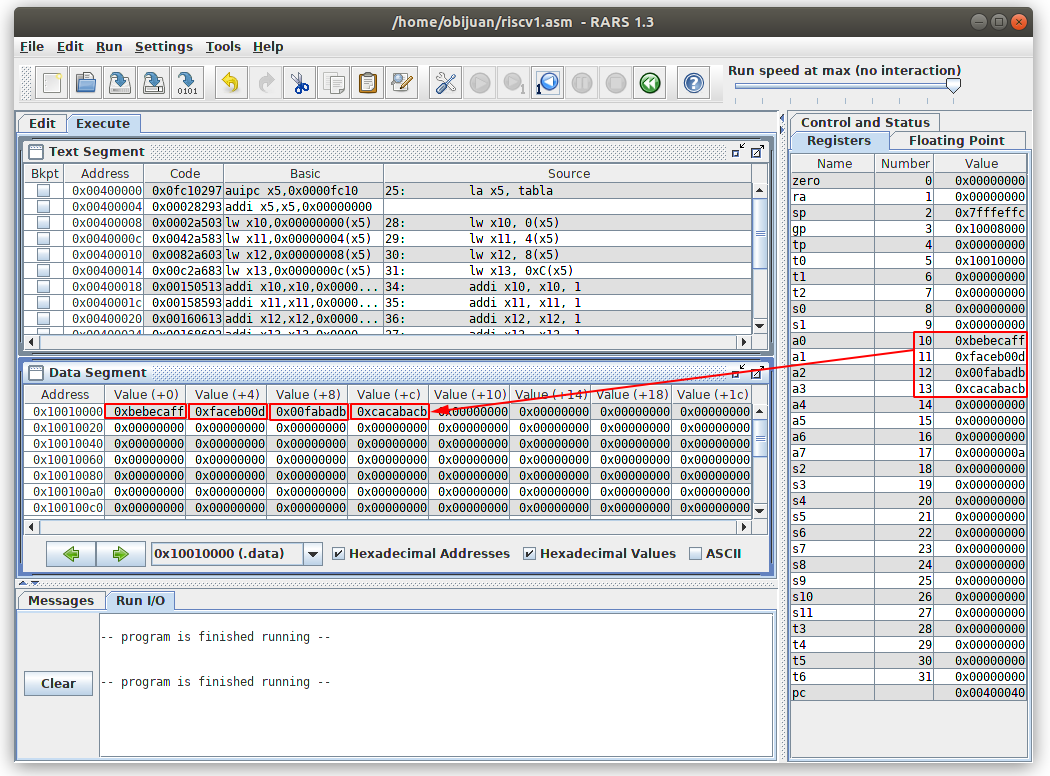 /home/obijuan/riscv1.asm - RARS 1.3
File Edit Run Settings Tools Help
Run speed at max (no interaction)
0101
1
1
Edit Execute
Text Segment
Bkpt Address Code Basic Source
0x00400000 0x0fc10297 auipc x5,0x0000fc10 25: la x5, tabla
0x00400004 0x00028293 addi x5,x5,0x00000000
0x00400008 0x0002a503 lw x10,0x00000000(x5) 28: lw x10, 0(x5)
0x0040000c 0x0042a583 lw x11,0x00000004(x5) 29: lw x11, 4(x5)
0x00400010 0x0082a603 lw x12,0x00000008(x5) 30: lw x12, 8(x5)
0x00400014 0x00c2a683 lw x13,0x0000000c(x5) 31: lw x13, 0xC(x5)
0x00400018 0x00150513 addi x10,x10,0x0000... 34: addi x10, x10, 1
0x0040001c 0x00158593 addi x11,x11,0x0000... 35: addi x11, x11, 1
0x00400020 0x00160613 addi x12,x12,0x0000... 36: addi x12, x12, 1
Data Segment
Address Value (+0) Value (+4) Value (+8) Value (+c) Value (+10) Value (+14) Value (+18) Value (+1c)
0x10010000 0xbebecaff 0xfaceb00d 0x00fabadb 0xcacabacb 0x00000000 0x00000000 0x00000000 0x00000000
0x10010020 0x00000000 0x00000000 0x00000000 0x00000000 0x00000000 0x00000000 0x00000000 0x00000000
0x10010040 0x00000000 0x00000000 0x00000000 0x00000000 0x00000000 0x00000000 0x00000000 0x00000000
0x10010060 0x00000000 0x00000000 0x00000000 0x00000000 0x00000000 0x00000000 0x00000000 0x00000000
0x10010080 0x00000000 0x00000000 0x00000000 0x00000000 0x00000000 0x00000000 0x00000000 0x00000000
0x100100a0 0x00000000 0x00000000 0x00000000 0x00000000 0x00000000 0x00000000 0x00000000 0x00000000
0x100100c0 0x00000000 0x00000000 0x00000000 0x00000000 0x00000000 0x00000000 0x00000000 0x00000000
0x10010000 (.data) Hexadecimal Addresses Hexadecimal Values ASCII
Messages Run I/O
Clear
-- program is finished running --
-- program is finished running --
Control and Status
Registers Floating Point
Name Number Value
zero 0 0x00000000
ra 1 0x00000000
sp 2 0x7fffeffc
gp 3 0x10008000
tp 4 0x00000000
t0 5 0x10010000
t1 6 0x00000000
t2 7 0x00000000
s0 8 0x00000000
s1 9 0x00000000
a0 10 0xbebecaff
a1 11 0xfaceb00d
a2 12 0x00fabadb
a3 13 0xcacabacb
a4 14 0x00000000
a5 15 0x00000000
a6 16 0x00000000
a7 17 0x0000000a
s2 18 0x00000000
s3 19 0x00000000
s4 20 0x00000000
s5 21 0x00000000
s6 22 0x00000000
s7 23 0x00000000
s8 24 0x00000000
s9 25 0x00000000
s10 26 0x00000000
s11 27 0x00000000
t3 28 0x00000000
t4 29 0x00000000
t5 30 0x00000000
t6 31 0x00000000
pc 0x00400040